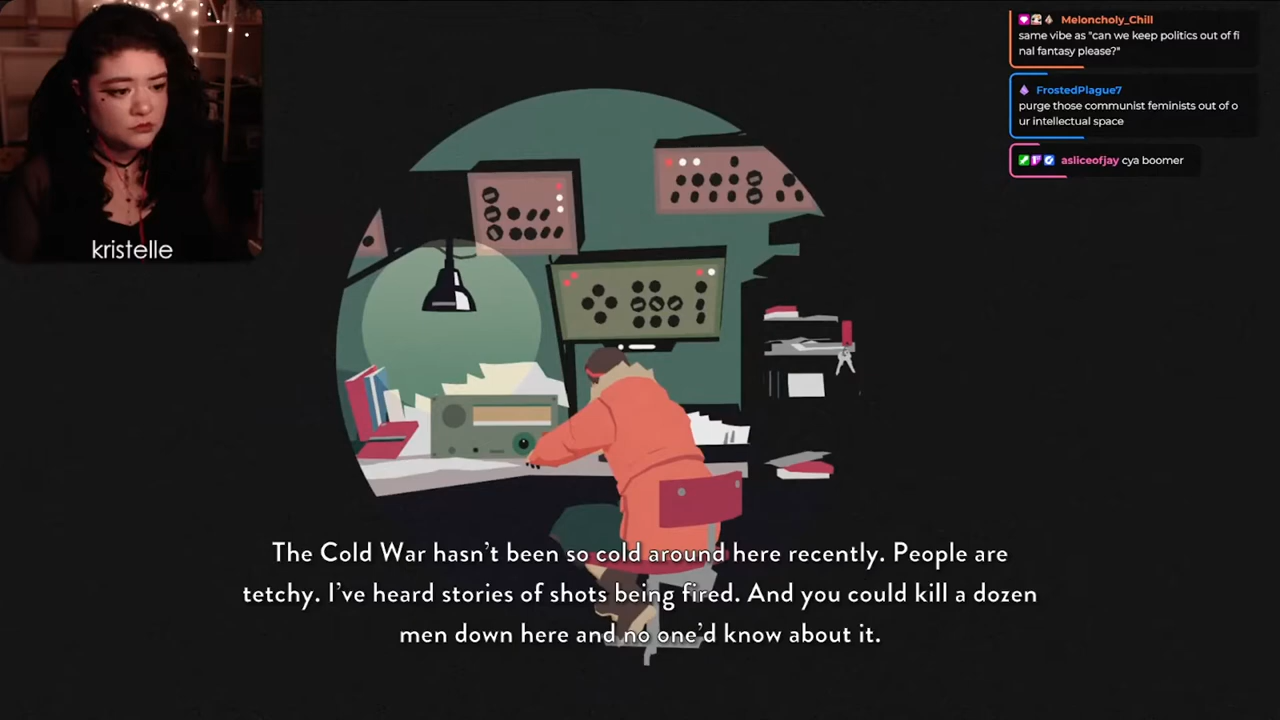 Meloncholy_Chill
same vibe as "can we keep politics out of fi
nal fantasy please?"
FrostedPlague7
purge those communist feminists out of o
ur intellectual space
asliceofjay cya boomer
kristelle
The Cold War hasn't been so cold around here recently. People are
tetchy. I've heard stories of shots being fired. And you could kill a dozen
men down here and no one'd know about it.